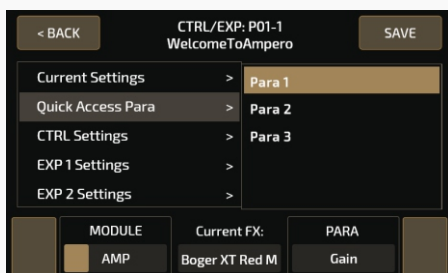 < BACK
CTRL/EXP: P01-1
WelcomeToAmpero
SAVE
Current Settings >
Quick Access Para >
CTRL Settings >
EXP 1 Settings >
EXP 2 Settings >
Para 1
Para 2
Para 3
MODULE
AMP
Current FX:
Boger XT Red M
PARA
Gain